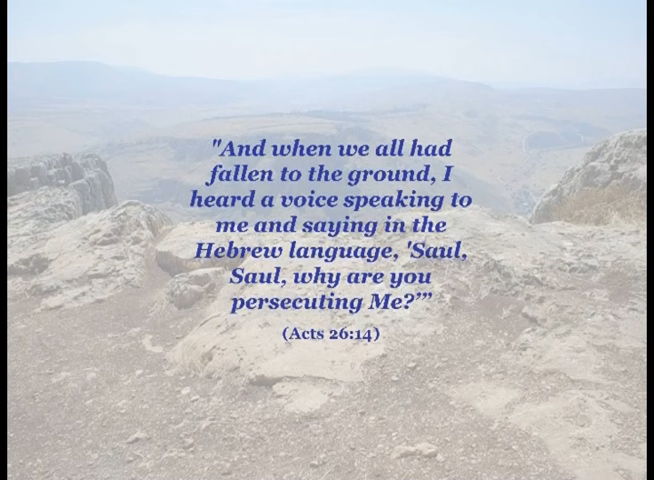 "And when we all had
fallen to the ground, I
heard a voice speaking to
me and saying in the
Hebrew language, 'Saul,
Saul, why are you
persecuting Me?’”
(Acts 26:14)